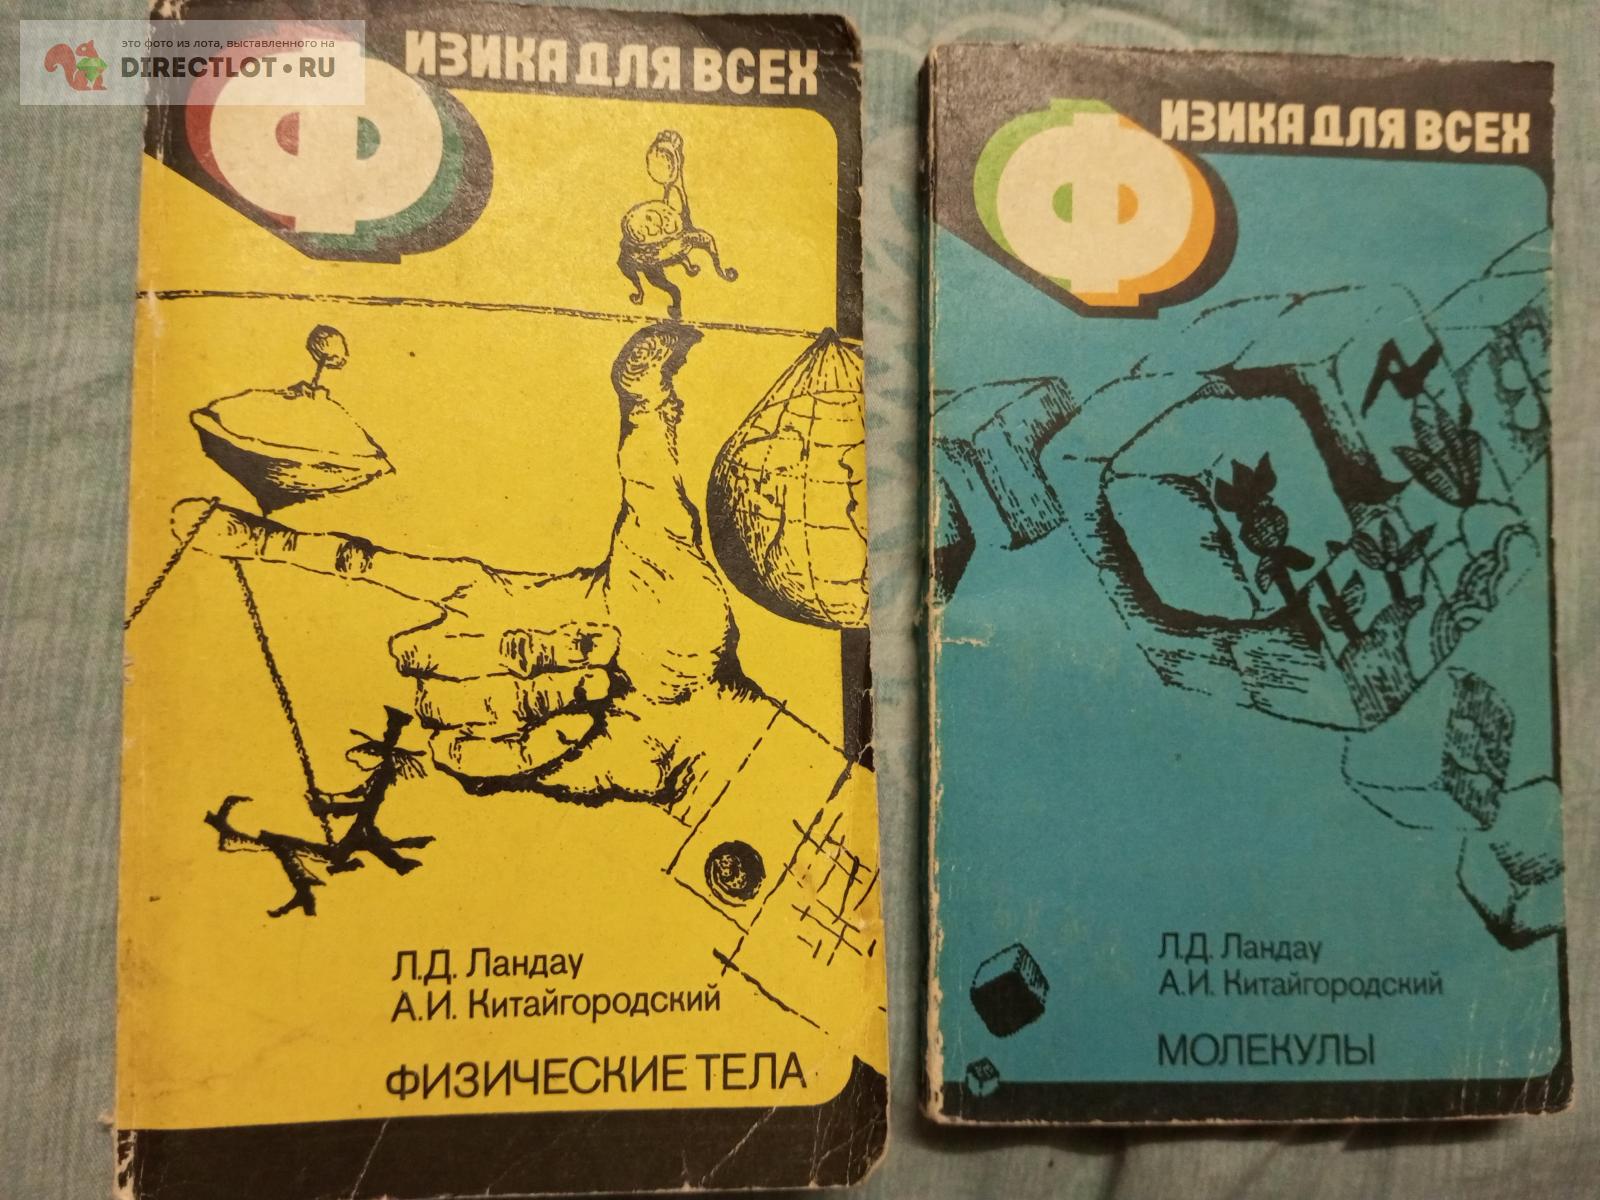 это фото из лота, выставленного на
DIRECTLOT•RU
ФИЗИКА ДЛЯ ВСЕХ
Л.Д. Ландау
А.И. Китайгородский
ФИЗИЧЕСКИЕ ТЕЛА
ФИЗИКА ДЛЯ ВСЕХ
Л.Д. Ландау
А.И. Китайгородский
МОЛЕКУЛЫ